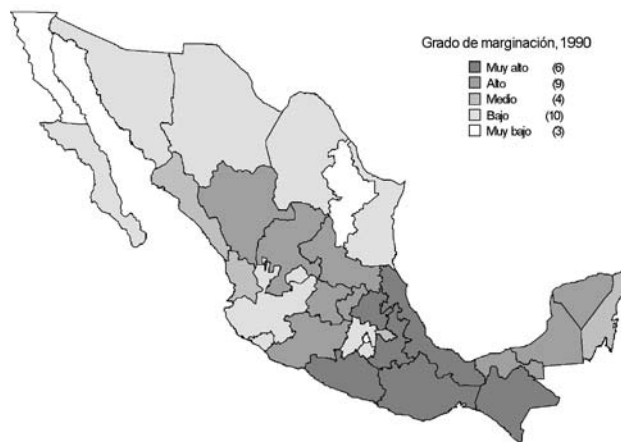 Grado de marginación, 1990
Muy alto (6)
Alto (9)
Medio (4)
Bajo (10)
Muy bajo (3)